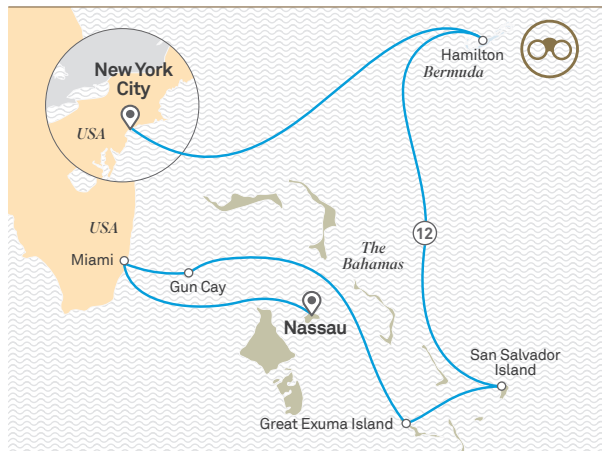 New York
City
USA
Hamilton
Bermuda
USA
12
The
Bahamas
Miami
Gun Cay
Nassau
San Salvador
Island
Great Exuma Island